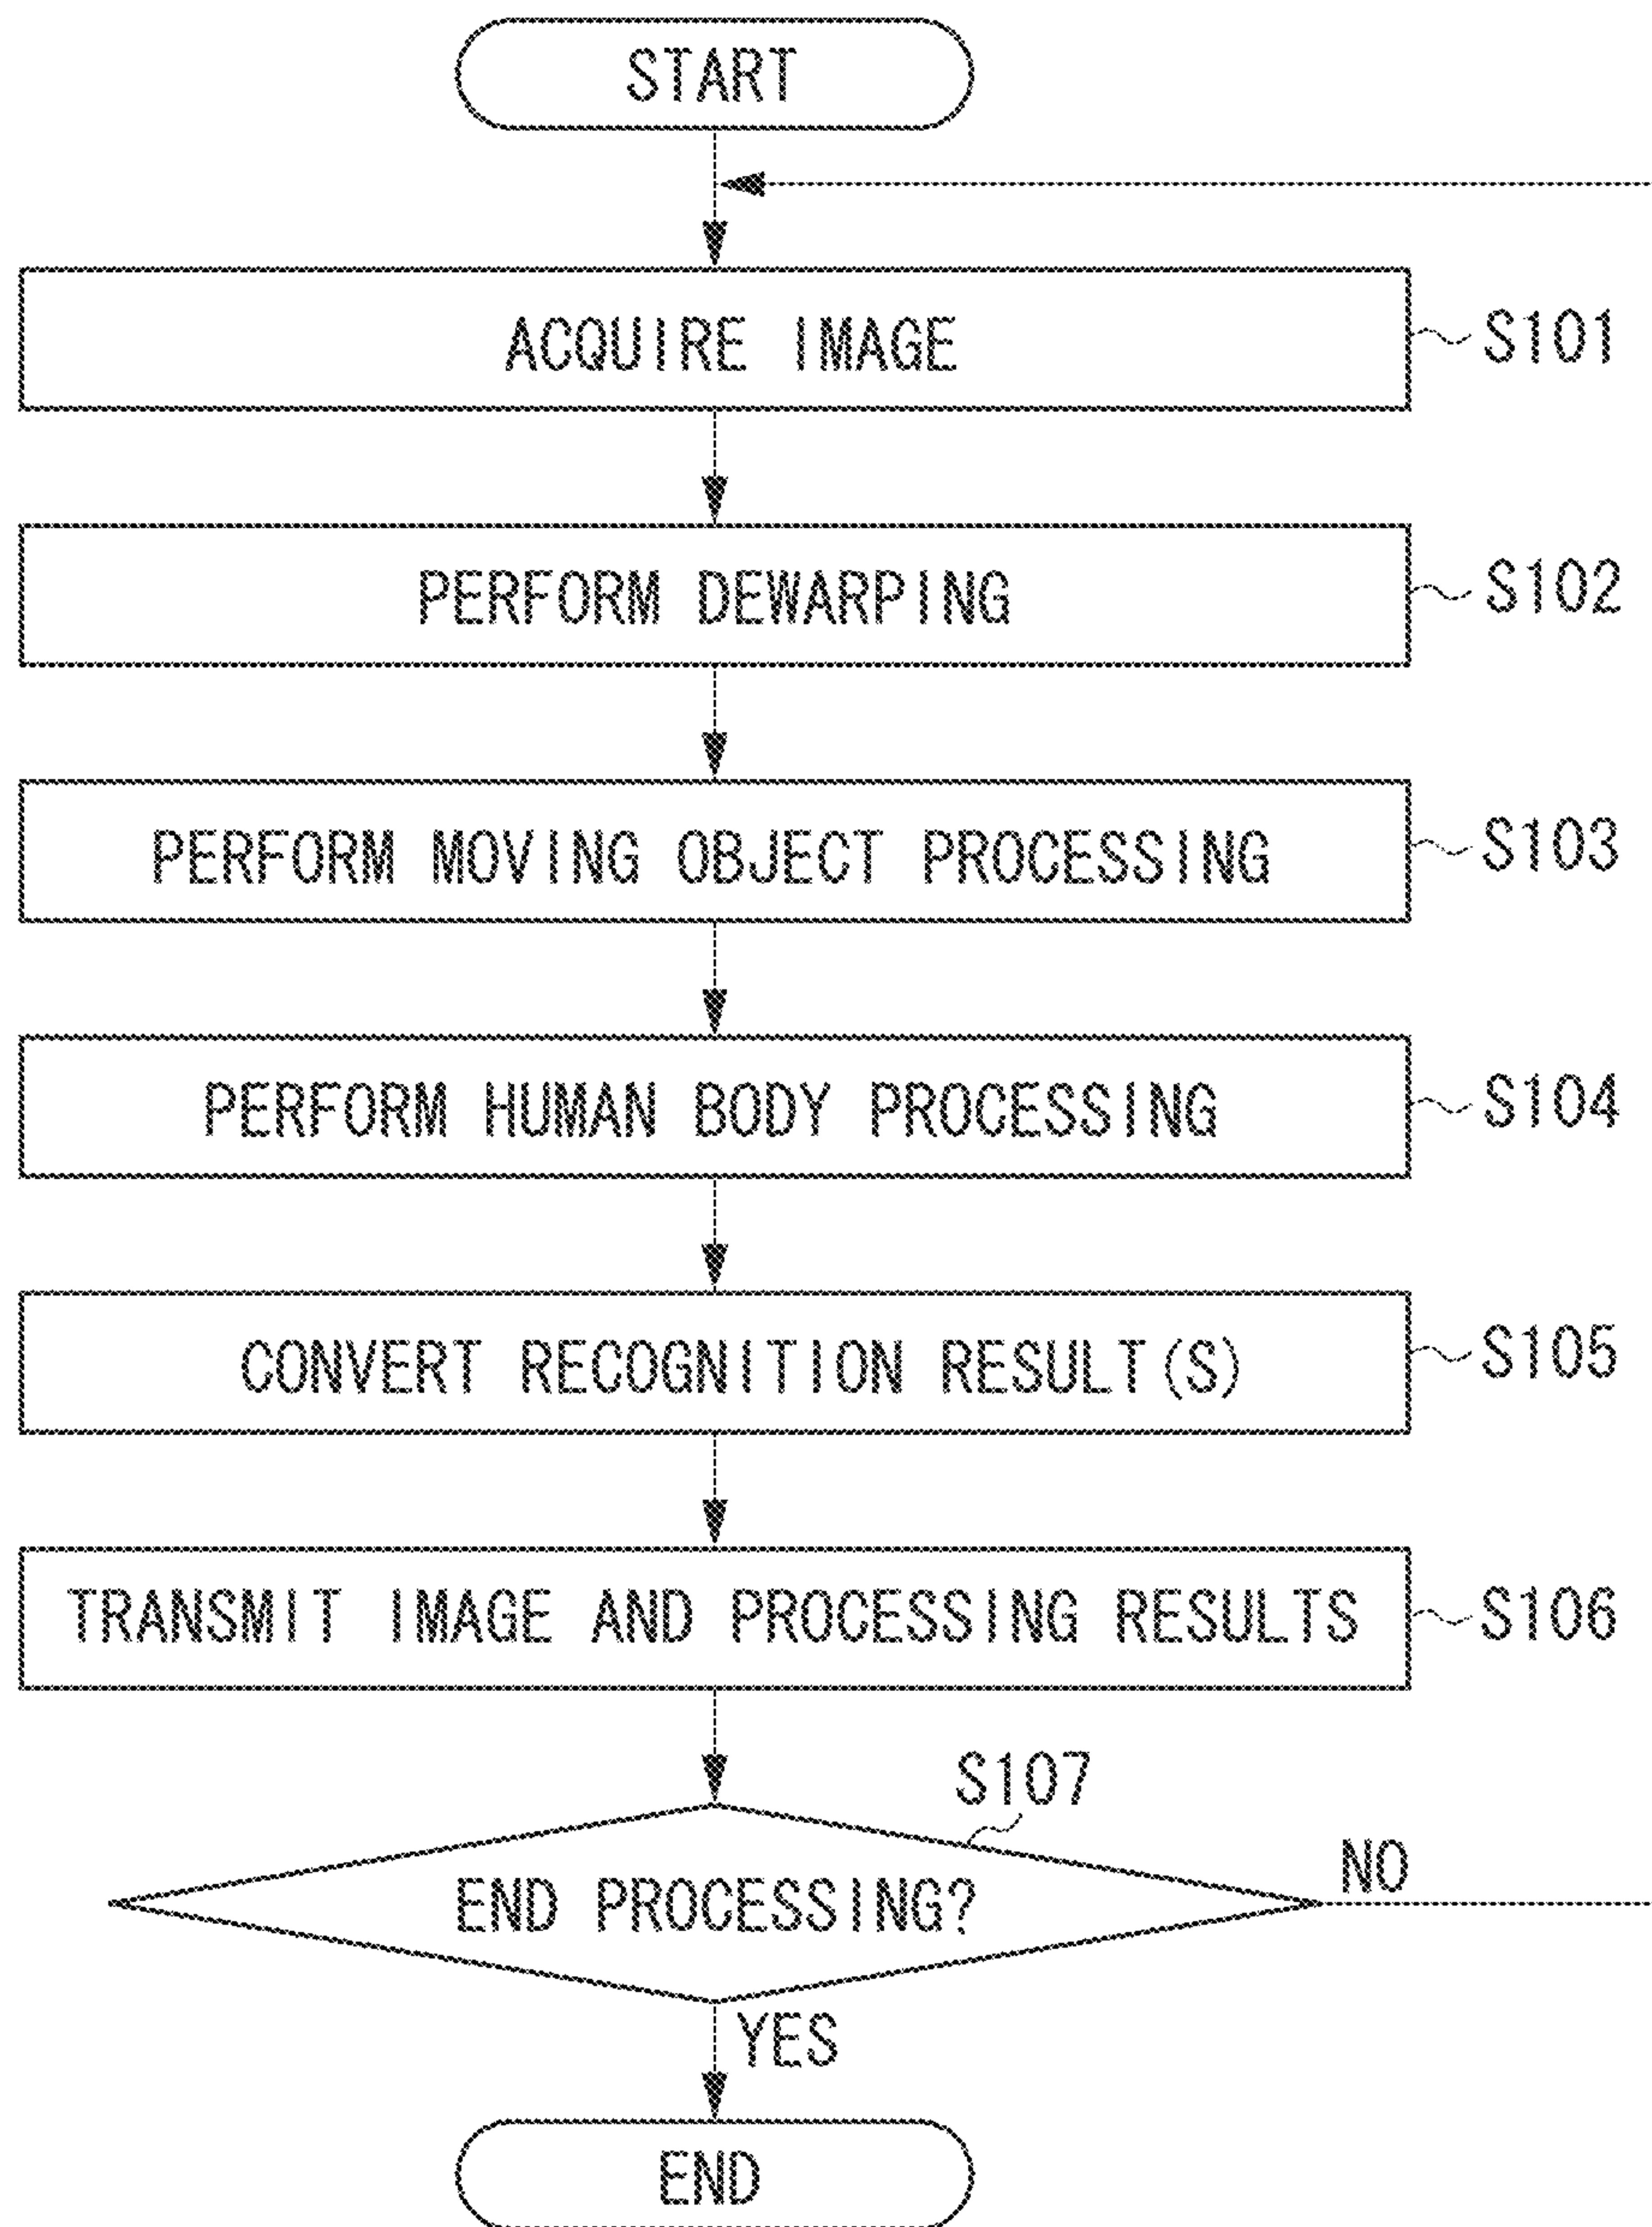 START
ACQUIRE IMAGE
S101
PERFORM DEWARPING
S102
PERFORM MOVING OBJECT PROCESSING
S103
PERFORM HUMAN BODY PROCESSING
S104
CONVERT RECOGNITION RESULT(S)
S105
TRANSMIT IMAGE AND PROCESSING RESULTS
S106
S107
END PROCESSING?
NO
YES
END